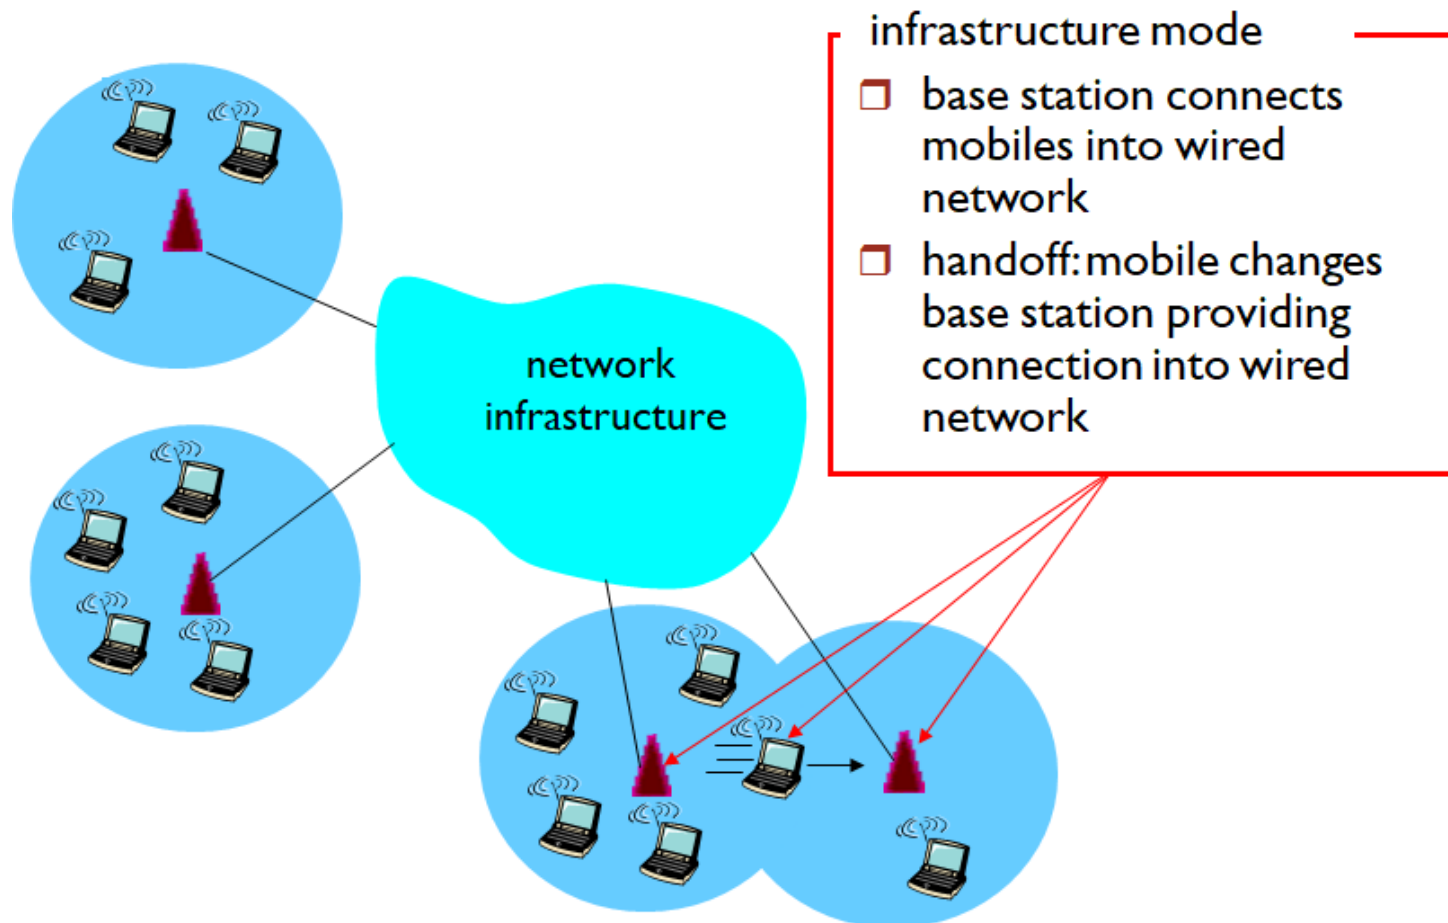 infrastructure mode
base station connects
mobiles into wired
network
handoff: mobile changes
base station providing
connection into wired
network
network
infrastructure